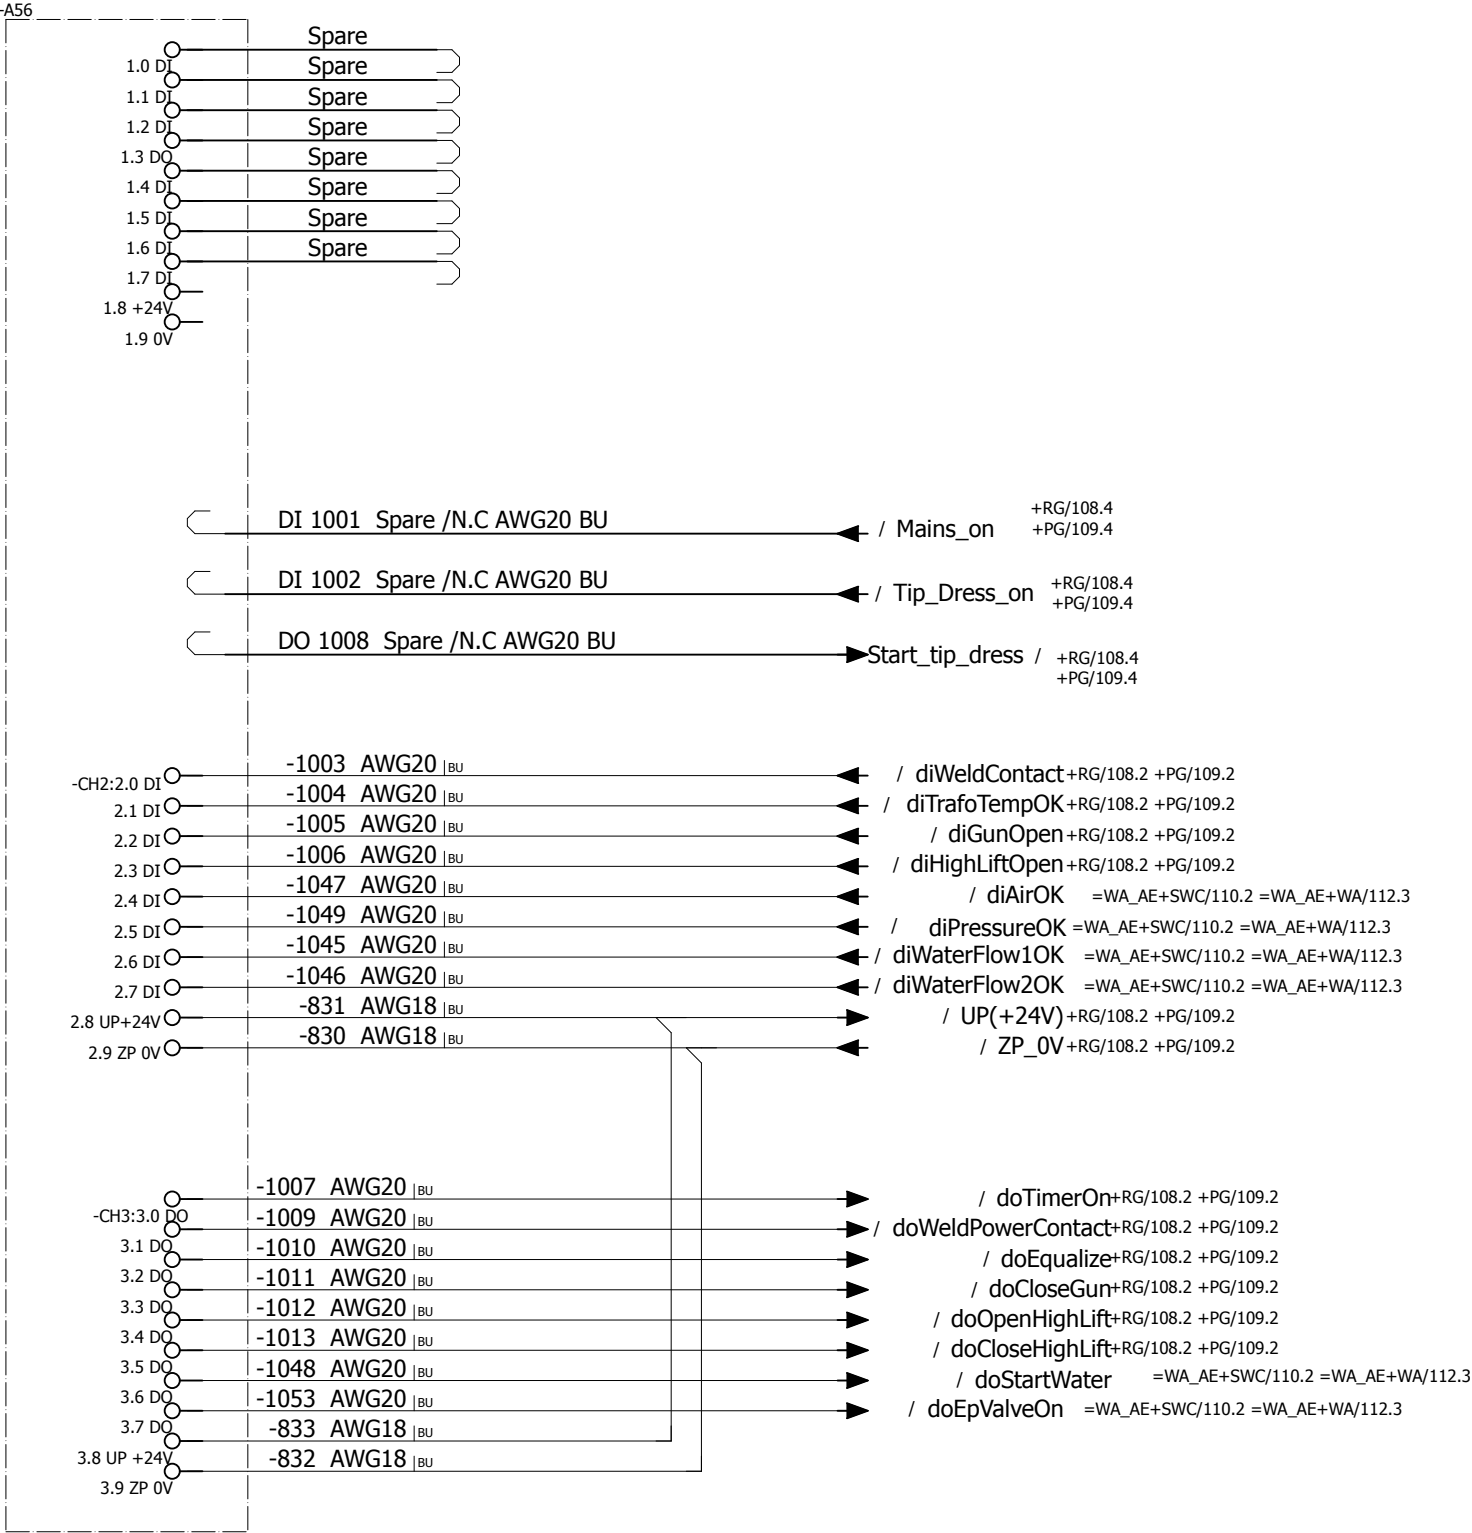 -A56
Spare
1.0 DI
Spare
1.1 DI
Spare
1.2 DI
Spare
1.3 DO
Spare
1.4 DI
Spare
1.5 DI
Spare
1.6 DI
Spare
1.7 DI
1.8 +24V
1.9 0V
DI 1001 Spare /N.C AWG20 BU / Mains_on +RG/108.4
+PG/109.4
DI 1002 Spare /N.C AWG20 BU / Tip_Dress_on +RG/108.4
+PG/109.4
DO 1008 Spare /N.C AWG20 BU Start_tip_dress / +RG/108.4
+PG/109.4
-CH2:2.0 DI -1003 AWG20 BU / diWeldContact +RG/108.2 +PG/109.2
2.1 DI -1004 AWG20 BU / diTrafoTempOK +RG/108.2 +PG/109.2
2.2 DI -1005 AWG20 BU / diGunOpen +RG/108.2 +PG/109.2
2.3 DI -1006 AWG20 BU / diHighLiftOpen +RG/108.2 +PG/109.2
2.4 DI -1047 AWG20 BU / diAirOK =WA_AE+SWC/110.2 =WA_AE+WA/112.3
2.5 DI -1049 AWG20 BU / diPressureOK =WA_AE+SWC/110.2 =WA_AE+WA/112.3
2.6 DI -1045 AWG20 BU / diWaterFlow1OK =WA_AE+SWC/110.2 =WA_AE+WA/112.3
2.7 DI -1046 AWG20 BU / diWaterFlow2OK =WA_AE+SWC/110.2 =WA_AE+WA/112.3
2.8 UP+24V -831 AWG18 BU / UP(+24V) +RG/108.2 +PG/109.2
2.9 ZP 0V -830 AWG18 BU / ZP_0V +RG/108.2 +PG/109.2
-CH3:3.0 DO -1007 AWG20 BU / doTimerOn +RG/108.2 +PG/109.2
3.1 DO -1009 AWG20 BU / doWeldPowerContact +RG/108.2 +PG/109.2
3.2 DO -1010 AWG20 BU / doEqualize +RG/108.2 +PG/109.2
3.3 DO -1011 AWG20 BU / doCloseGun +RG/108.2 +PG/109.2
3.4 DO -1012 AWG20 BU / doOpenHighLift +RG/108.2 +PG/109.2
3.5 DO -1013 AWG20 BU / doCloseHighLift +RG/108.2 +PG/109.2
3.6 DO -1048 AWG20 BU / doStartWater =WA_AE+SWC/110.2 =WA_AE+WA/112.3
3.7 DO -1053 AWG20 BU / doEpValveOn =WA_AE+SWC/110.2 =WA_AE+WA/112.3
3.8 UP +24V -833 AWG18 BU
3.9 ZP 0V -832 AWG18 BU